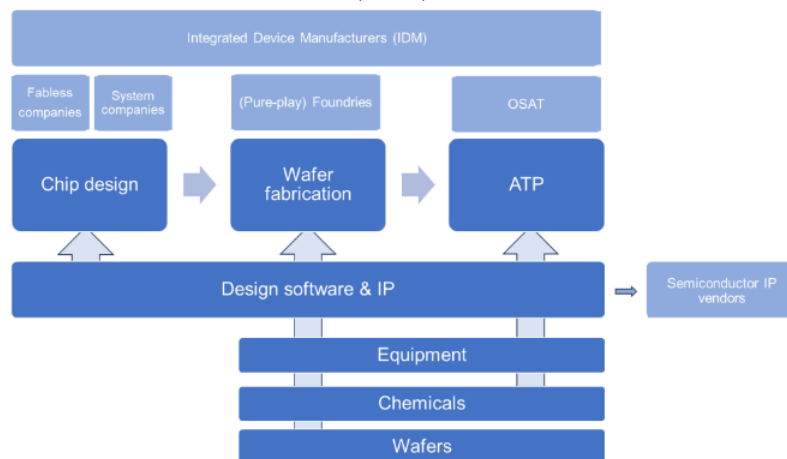 Integrated Device Manufacturers (IDM)
Fabless
companies
System
companies
(Pure-play) Foundries
OSAT
Chip design
Wafer
fabrication
ATP
Design software & IP
Semiconductor IP
vendors
Equipment
Chemicals
Wafers